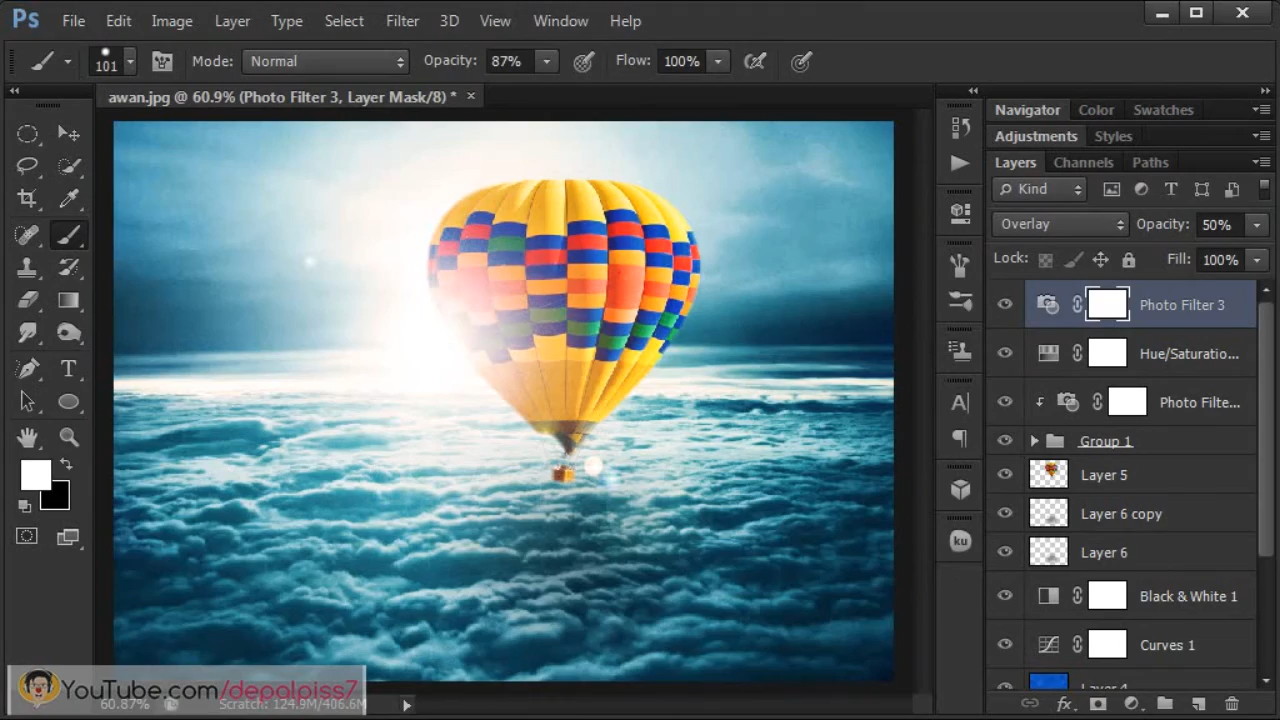 Ps File Edit Image Layer Type Select Filter 3D View Window Help
101 Mode: Normal Opacity: 87% Flow: 100%
awan.jpg @ 60.9% (Photo Filter 3, Layer Mask/8) * ×
Navigator Color Swatches
Adjustments Styles
Layers Channels Paths
Kind
Overlay Opacity: 50%
Lock: Fill: 100%
Photo Filter 3
Hue/Saturatio...
Photo Filte...
Group 1
Layer 5
Layer 6 copy
Layer 6
Black & White 1
Curves 1
Layer 4
ku
YouTube.com/depalpiss7
60.87% Scratch: 124.9M/406.6M